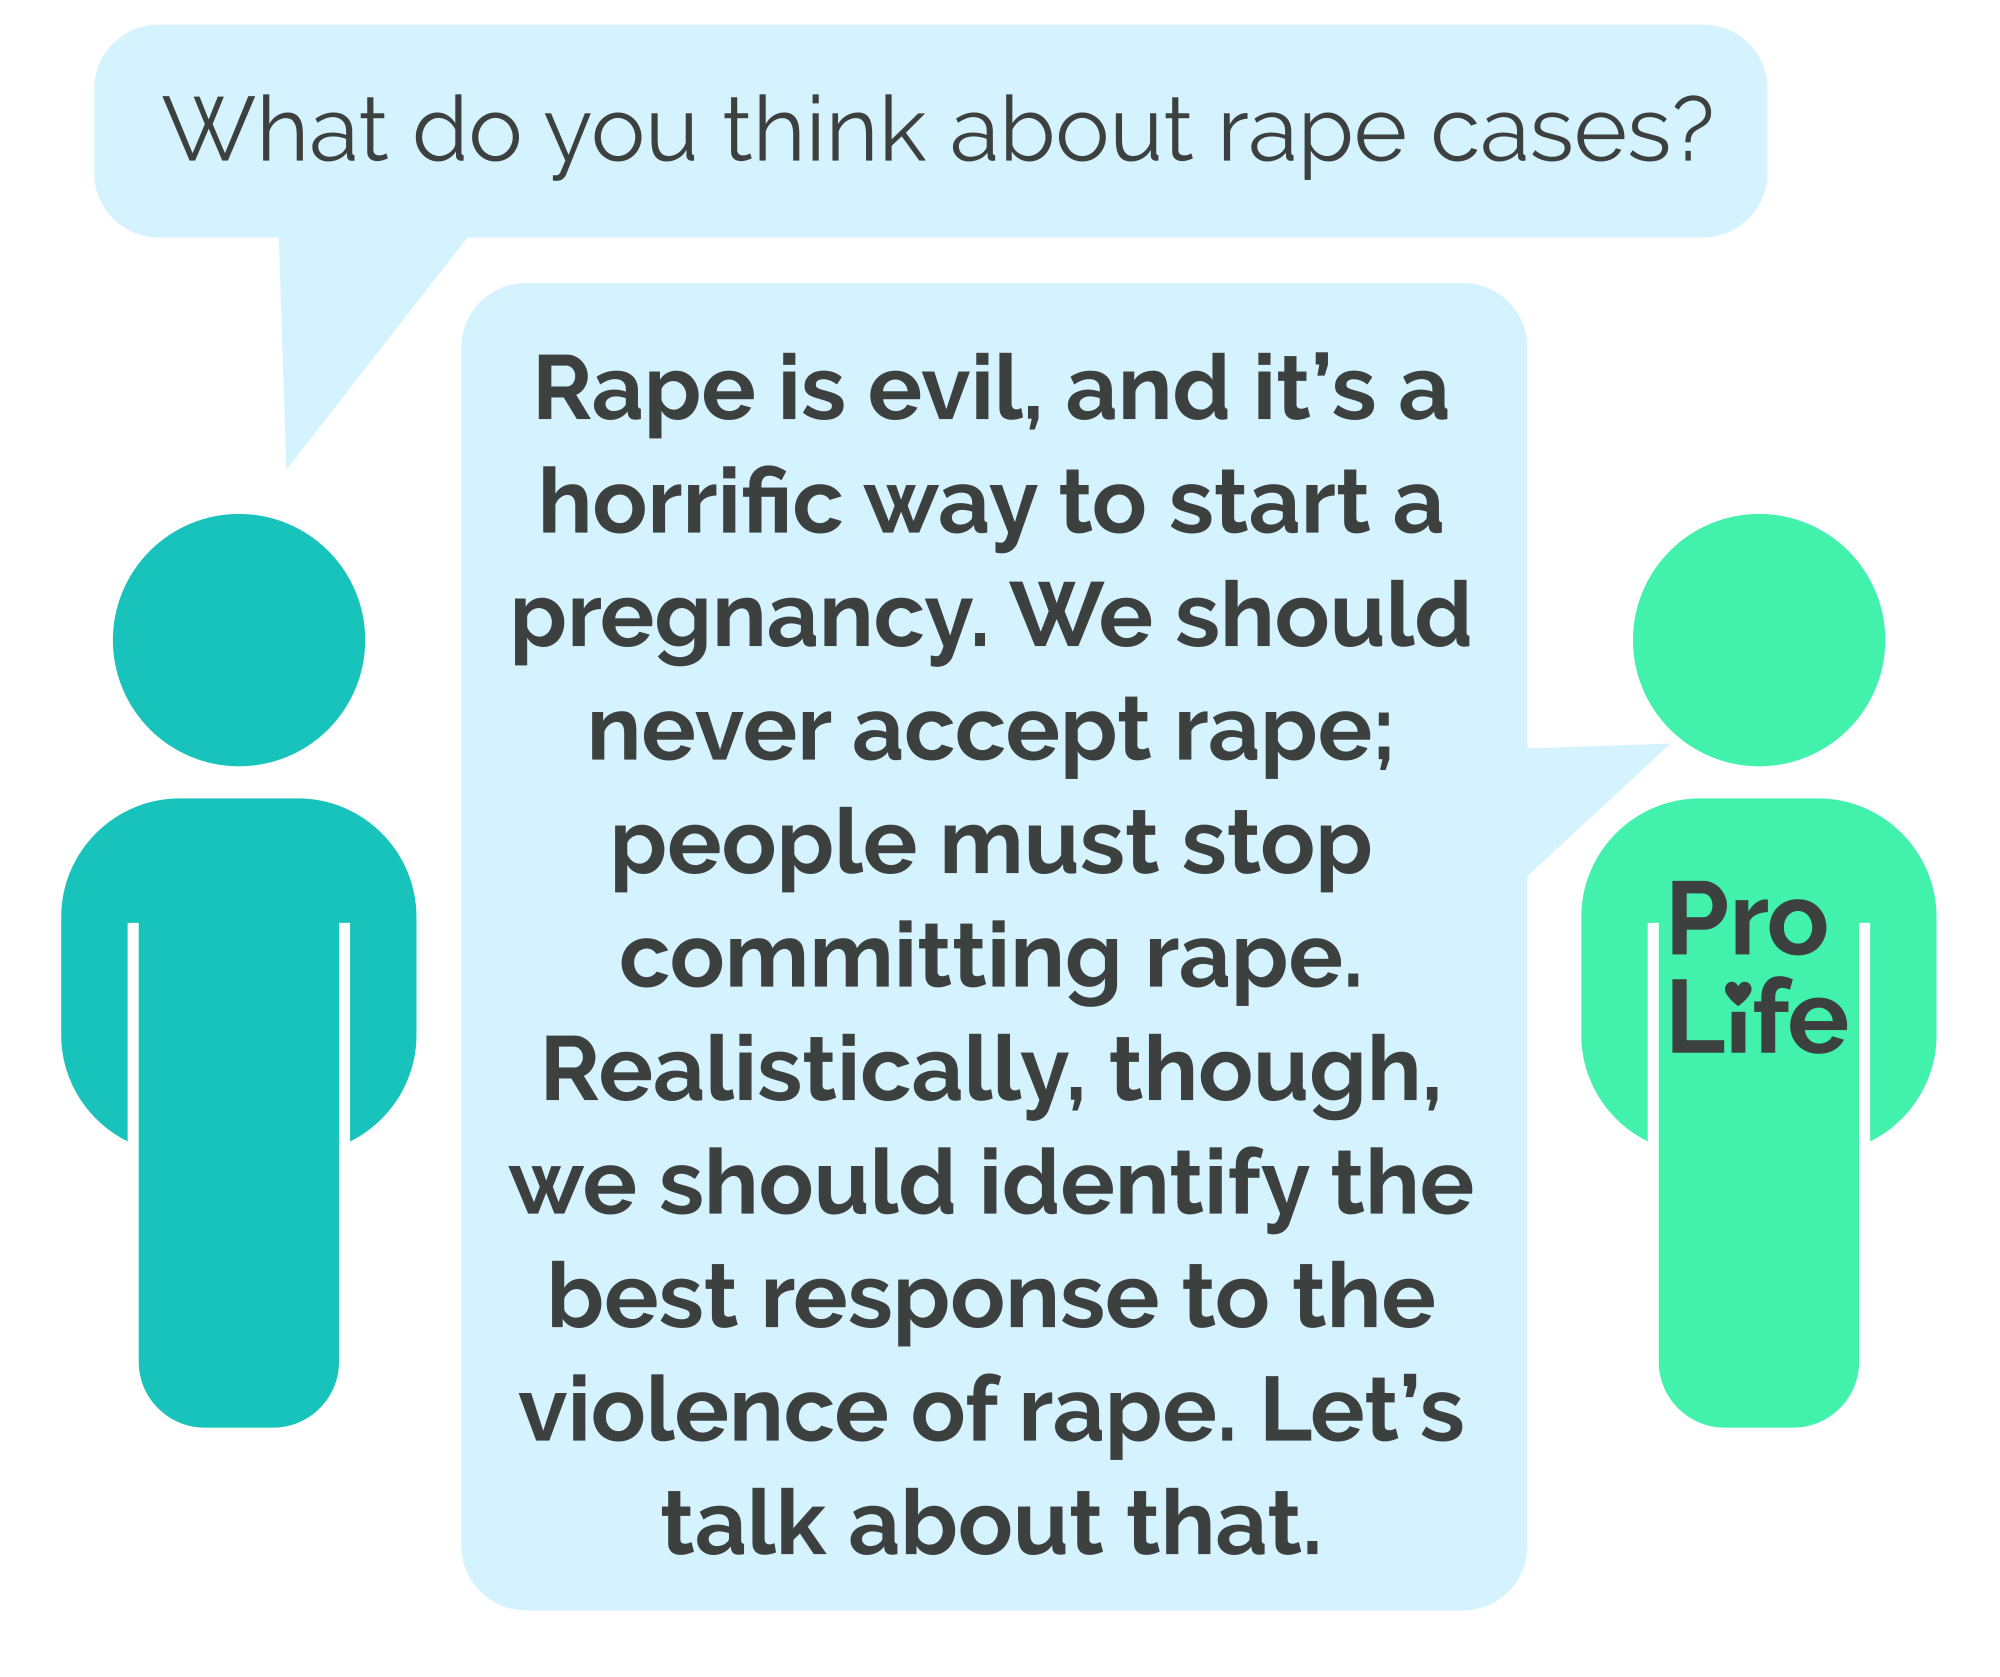 What do you think about rape cases?
Rape is evil, and it’s a
horrific way to start a
pregnancy. We should
never accept rape;
people must stop
committing rape.
Realistically, though,
we should identify the
best response to the
violence of rape. Let’s
talk about that.
Pro
Life